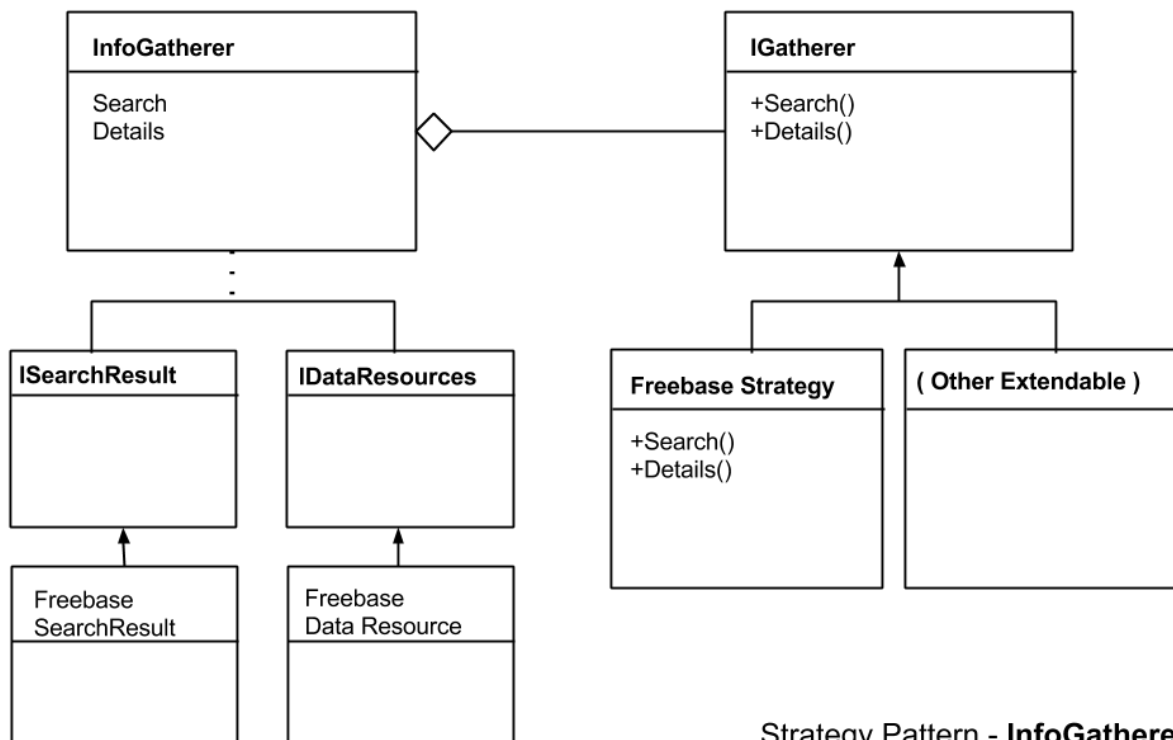 InfoGatherer
Search
Details
IGatherer
+Search()
+Details()
ISearchResult
IDataResources
Freebase Strategy
+Search()
+Details()
( Other Extendable )
Freebase
SearchResult
Freebase
Data Resource
Strategy Pattern - InfoGathere